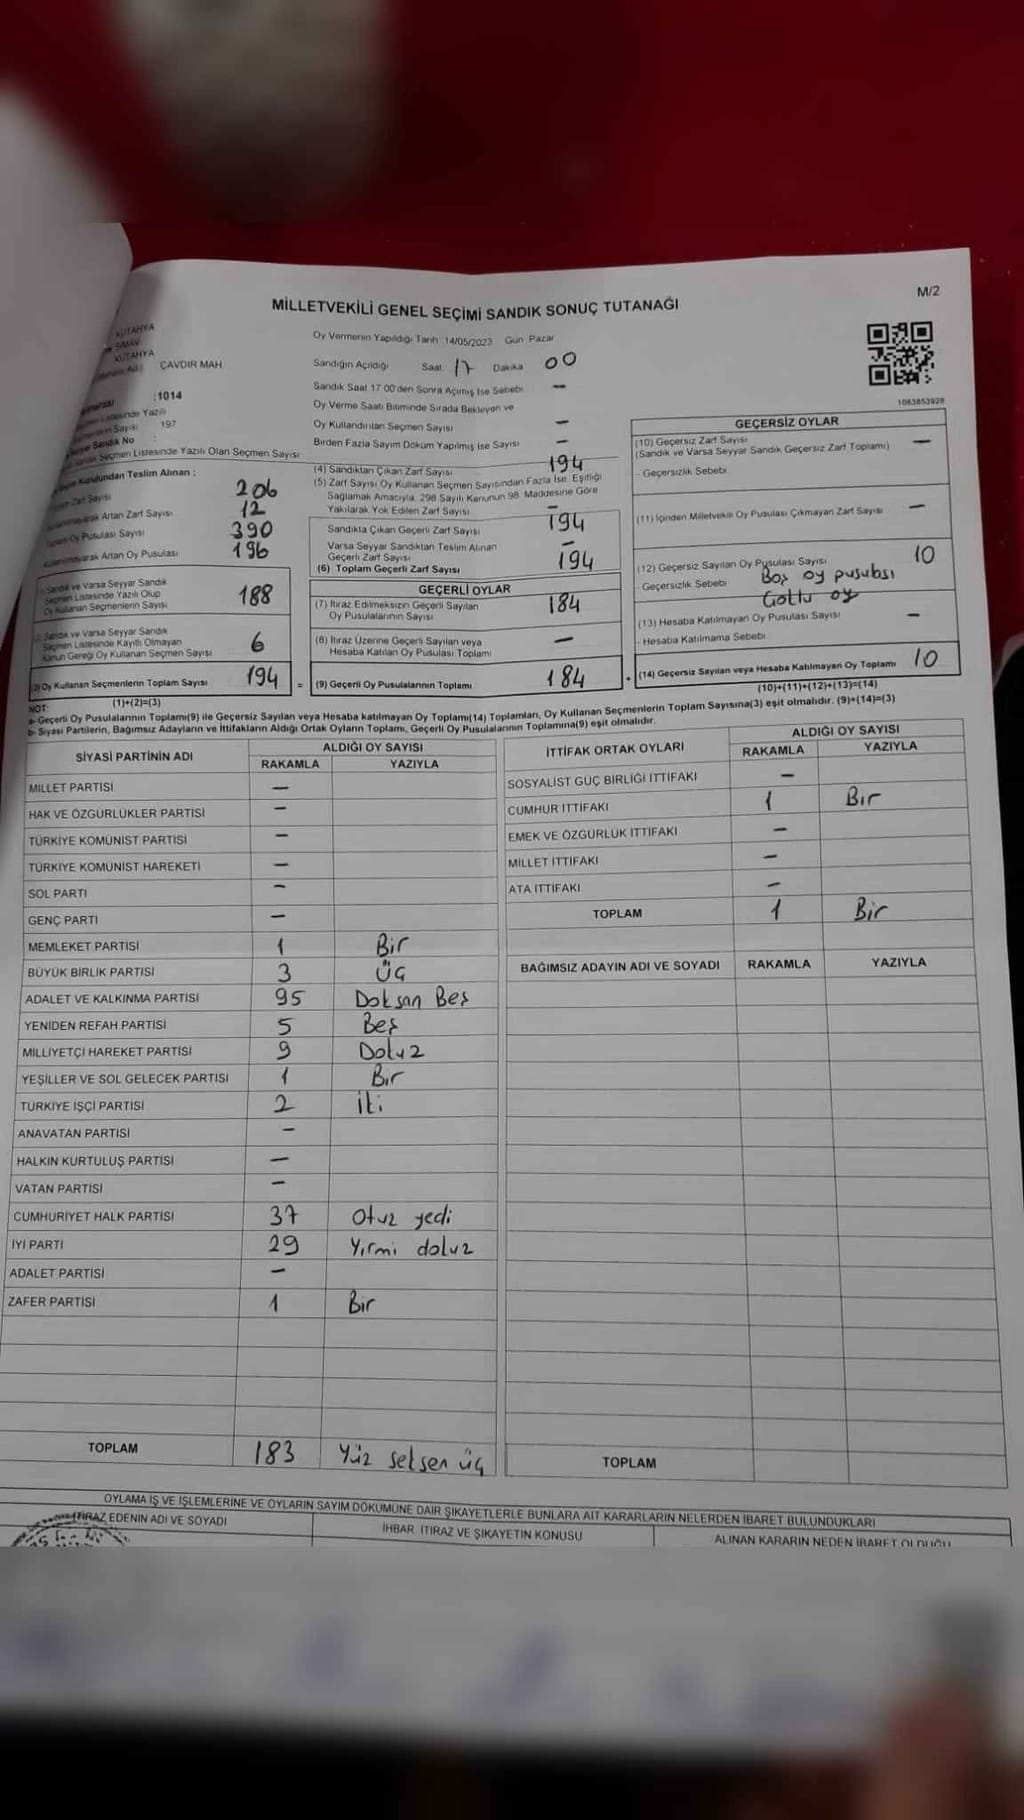 M/2
MİLLETVEKİLİ GENEL SEÇİMİ SANDIK SONUÇ TUTANAĞI
KÜTAHYA
SİMAV
KÜTAHYA
ÇAVDIR MAH.
:1014
197
Oy Vermenin Yapıldığı Tarih: 14/05/2023 Gün: Pazar
Sandığın Açıldığı Saat: 17 Dakika 00
Sandık Saat 17:00'den Sonra Açılmış İse Sebebi –
Oy Verme Saati Bitiminde Sırada Bekleyen ve
Oy Kullandırılan Seçmen Sayısı –
Birden Fazla Sayım Döküm Yapılmış İse Sayısı –
1063853928
Seçmen Listesinde Yazılı Olan Seçmen Sayısı
Kurulundan Teslim Alınan :
Zarf Sayısı 206
Artan Zarf Sayısı 12
Oy Pusulası Sayısı 390
Artan Oy Pusulası 196
Sandık ve Varsa Seyyar Sandık
Seçmen Listesinde Yazılı Olup
Oy Kullanan Seçmenlerin Sayısı 188
Sandık ve Varsa Seyyar Sandık
Seçmen Listesinde Kayıtlı Olmayan
Kanun Gereği Oy Kullanan Seçmen Sayısı 6
(3) Oy Kullanan Seçmenlerin Toplam Sayısı 194 =
(1)+(2)=(3)
(4) Sandıktan Çıkan Zarf Sayısı 194
(5) Zarf Sayısı,Oy Kullanan Seçmen Sayısından Fazla İse, Eşitliği
Sağlamak Amacıyla, 298 Sayılı Kanunun 98. Maddesine Göre
Yakılarak Yok Edilen Zarf Sayısı –
Sandıkta Çıkan Geçerli Zarf Sayısı 194
Varsa Seyyar Sandıktan Teslim Alınan
Geçerli Zarf Sayısı –
(6) Toplam Geçerli Zarf Sayısı 194
GEÇERLİ OYLAR
(7) İtiraz Edilmeksizin Geçerli Sayılan
Oy Pusulalarının Sayısı 184
(8) İtiraz Üzerine Geçerli Sayılan veya
Hesaba Katılan Oy Pusulası Toplamı –
(9) Geçerli Oy Pusulalarının Toplamı 184 +
GEÇERSİZ OYLAR
(10) Geçersiz Zarf Sayısı –
(Sandık ve Varsa Seyyar Sandık Geçersiz Zarf Toplamı)
- Geçersizlik Sebebi
(11) İçinden Milletvekili Oy Pusulası Çıkmayan Zarf Sayısı –
(12) Geçersiz Sayılan Oy Pusulası Sayısı 10
- Geçersizlik Sebebi Boş oy pusulası
(13) Hesaba Katılmayan Oy Pusulası Sayısı –
- Hesaba Katılmama Sebebi
(14) Geçersiz Sayılan veya Hesaba Katılmayan Oy Toplamı 10
(10)+(11)+(12)+(13)=(14)
NOT:
a- Geçerli Oy Pusulalarının Toplamı(9) ile Geçersiz Sayılan veya Hesaba katılmayan Oy Toplamı(14) Toplamları, Oy Kullanan Seçmenlerin Toplam Sayısına(3) eşit olmalıdır. (9)+(14)=(3)
b- Siyasi Partilerin, Bağımsız Adayların ve İttifakların Aldığı Ortak Oyların Toplamı, Geçerli Oy Pusulalarının Toplamına(9) eşit olmalıdır.
SİYASİ PARTİNİN ADI ALDIĞI OY SAYISI
RAKAMLA YAZIYLA
MİLLET PARTİSİ –
HAK VE ÖZGÜRLÜKLER PARTİSİ –
TÜRKİYE KOMÜNİST PARTİSİ –
TÜRKİYE KOMÜNİST HAREKETİ –
SOL PARTİ –
GENÇ PARTİ –
MEMLEKET PARTİSİ 1 Bir
BÜYÜK BİRLİK PARTİSİ 3 üç
ADALET VE KALKINMA PARTİSİ 95 Doksan Beş
YENİDEN REFAH PARTİSİ 5 Beş
MİLLİYETÇİ HAREKET PARTİSİ 9 Dokuz
YEŞİLLER VE SOL GELECEK PARTİSİ 1 Bir
TÜRKİYE İŞÇİ PARTİSİ 2 iki
ANAVATAN PARTİSİ –
HALKIN KURTULUŞ PARTİSİ –
VATAN PARTİSİ –
CUMHURİYET HALK PARTİSİ 37 Otuz yedi
İYİ PARTİ 29 Yirmi dokuz
ADALET PARTİSİ –
ZAFER PARTİSİ 1 Bir
TOPLAM 183 Yüz seksen üç
İTTİFAK ORTAK OYLARI ALDIĞI OY SAYISI
RAKAMLA YAZIYLA
SOSYALİST GÜÇ BİRLİĞİ İTTİFAKI –
CUMHUR İTTİFAKI 1 Bir
EMEK VE ÖZGÜRLÜK İTTİFAKI –
MİLLET İTTİFAKI –
ATA İTTİFAKI –
TOPLAM 1 Bir
BAĞIMSIZ ADAYIN ADI VE SOYADI RAKAMLA YAZIYLA
TOPLAM
OYLAMA İŞ VE İŞLEMLERİNE VE OYLARIN SAYIM DÖKÜMÜNE DAİR ŞİKAYETLERLE BUNLARA AİT KARARLARIN NELERDEN İBARET BULUNDUKLARI
İTİRAZ EDENİN ADI VE SOYADI
İHBAR, İTİRAZ VE ŞİKAYETİN KONUSU
ALINAN KARARIN NEDEN İBARET OLDUĞU